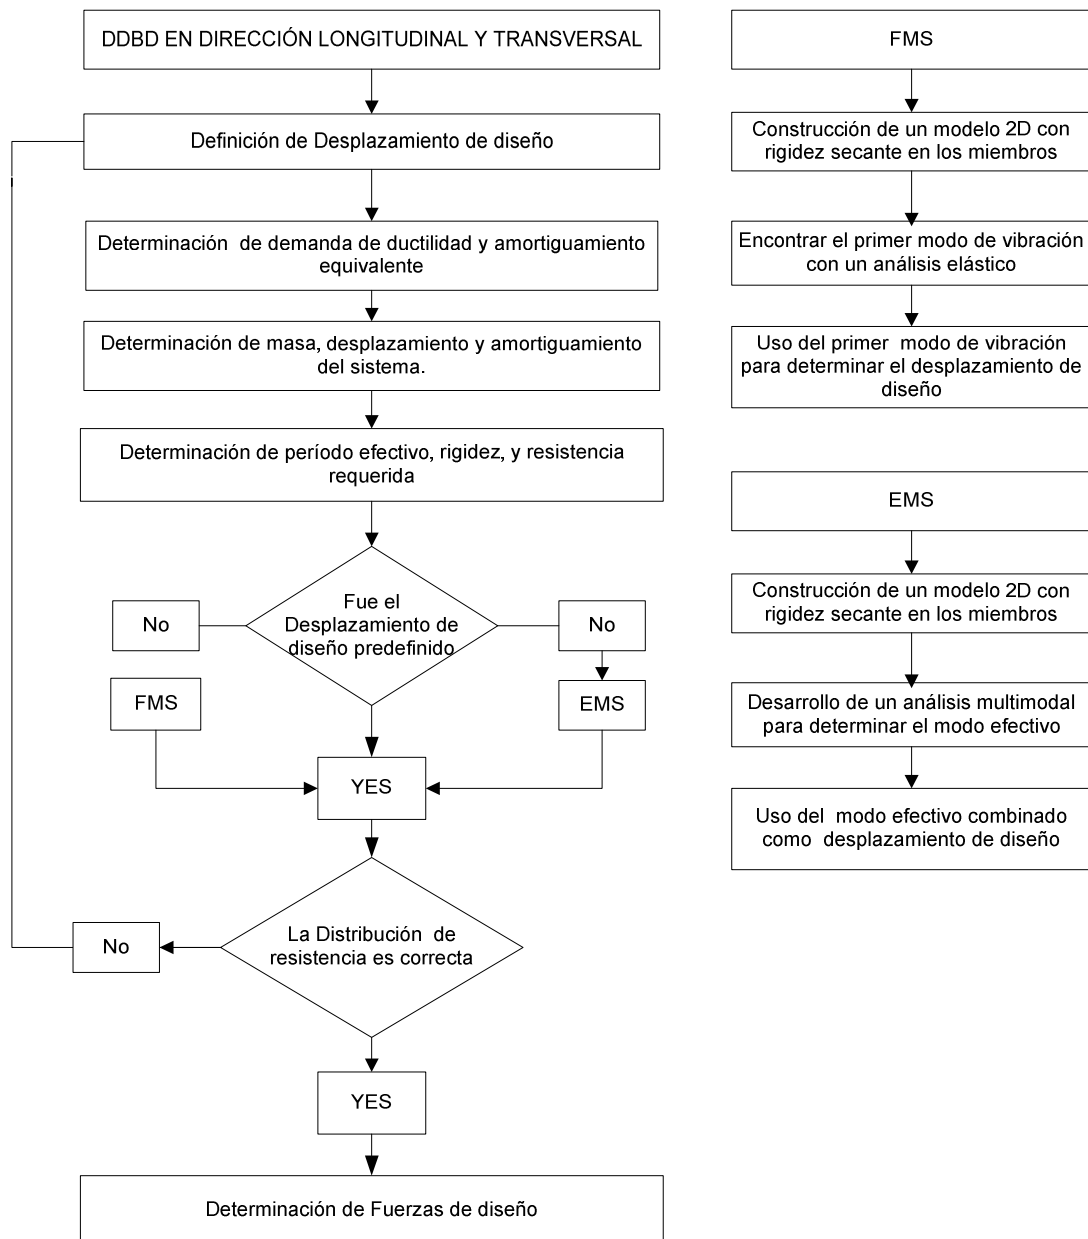 DDBD EN DIRECCIÓN LONGITUDINAL Y TRANSVERSAL
Definición de Desplazamiento de diseño
Determinación de demanda de ductilidad y amortiguamiento
equivalente
Determinación de masa, desplazamiento y amortiguamiento
del sistema.
Determinación de período efectivo, rigidez, y resistencia
requerida
Fue el
Desplazamiento de
diseño predefinido
No
No
FMS
EMS
YES
La Distribución de
resistencia es correcta
No
YES
Determinación de Fuerzas de diseño
FMS
Construcción de un modelo 2D con
rigidez secante en los miembros
Encontrar el primer modo de vibración
con un análisis elástico
Uso del primer modo de vibración
para determinar el desplazamiento de
diseño
EMS
Construcción de un modelo 2D con
rigidez secante en los miembros
Desarrollo de un análisis multimodal
para determinar el modo efectivo
Uso del modo efectivo combinado
como desplazamiento de diseño